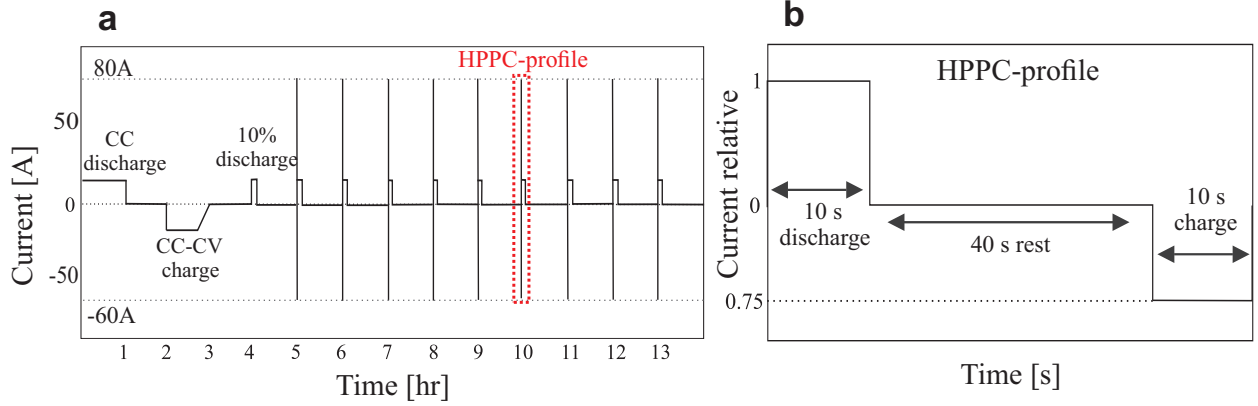 a
HPPC-profile
80A
50
0
-50
-60A
Current [A]
CC
discharge
CC-CV
charge
10%
discharge
1 2 3 4 5 6 7 8 9 10 11 12 13
Time [hr]
b
HPPC-profile
1
0
0.75
Current relative
10 s
discharge
40 s rest
10 s
charge
Time [s]